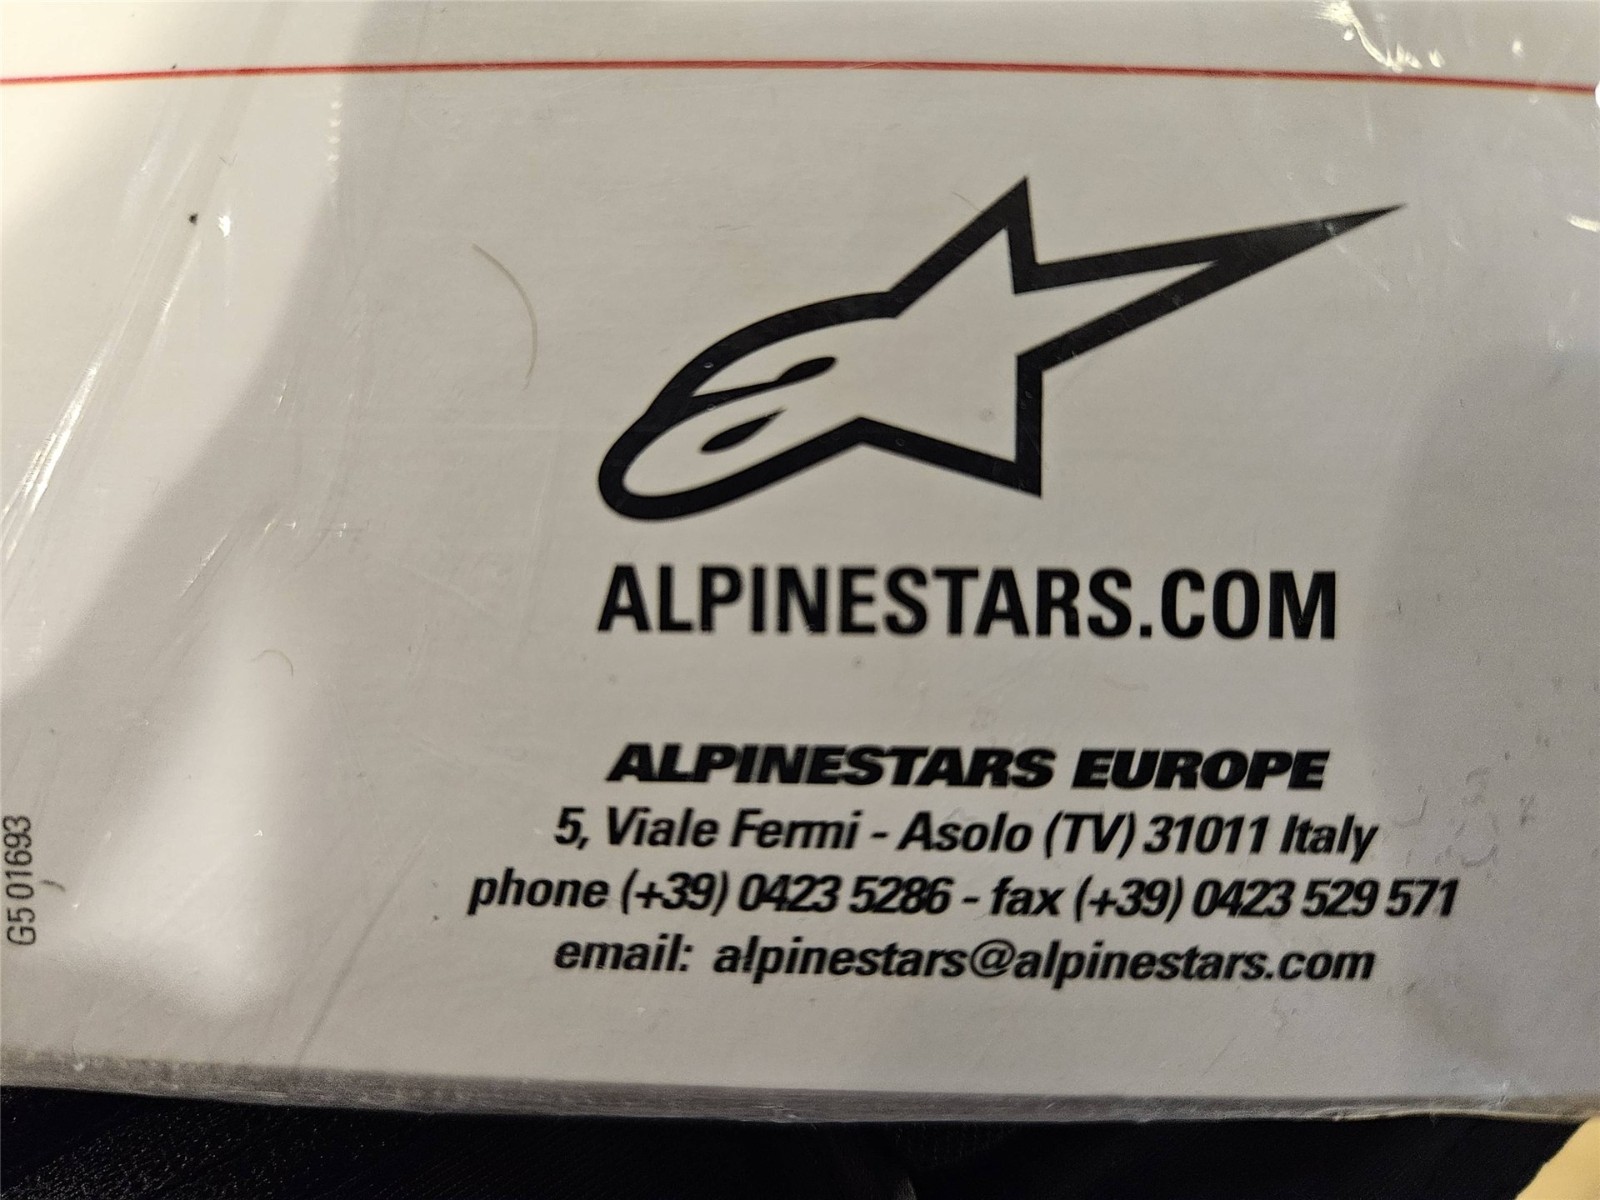 ALPINESTARS.COM
ALPINESTARS EUROPE
5, Viale Fermi - Asolo (TV) 31011 Italy
phone (+39) 0423 5286 - fax (+39) 0423 529 571
email: alpinestars@alpinestars.com
G5 01693